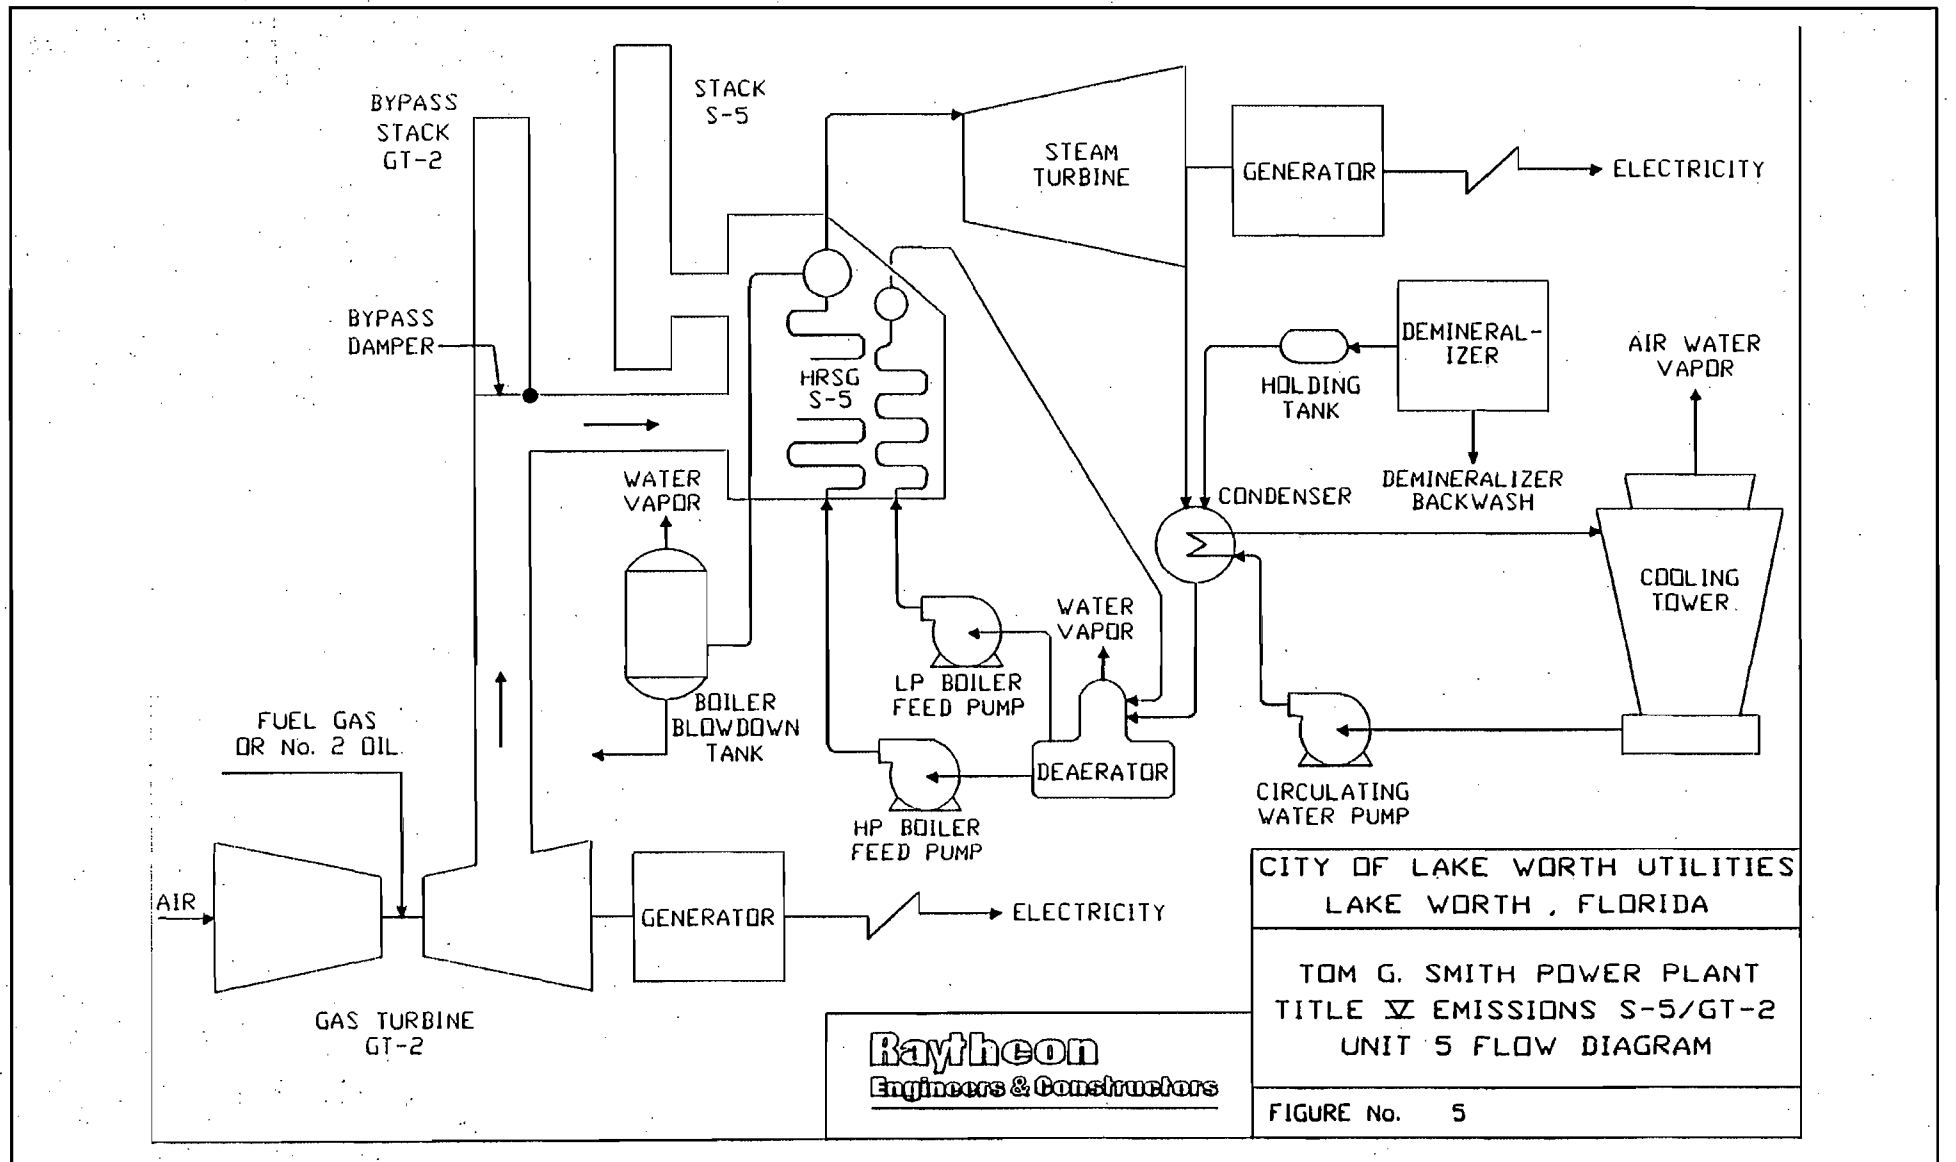 BYPASS
STACK
GT-2
STACK
S-5
STEAM
TURBINE
GENERATOR
ELECTRICITY
BYPASS
DAMPER
HRSG
S-5
DEMINERAL-
IZER
HOLDING
TANK
AIR WATER
VAPOR
DEMINERALIZER
BACKWASH
CONDENSER
WATER
VAPOR
COOLING
TOWER
WATER
VAPOR
LP BOILER
FEED PUMP
BOILER
BLOWDOWN
TANK
FUEL GAS
OR No. 2 OIL
DEAERATOR
CIRCULATING
WATER PUMP
HP BOILER
FEED PUMP
AIR
GENERATOR
ELECTRICITY
GAS TURBINE
GT-2
CITY OF LAKE WORTH UTILITIES
LAKE WORTH , FLORIDA
TOM G. SMITH POWER PLANT
TITLE V EMISSIONS S-5/GT-2
UNIT 5 FLOW DIAGRAM
Raytheon
Engineers & Constructors
FIGURE No. 5